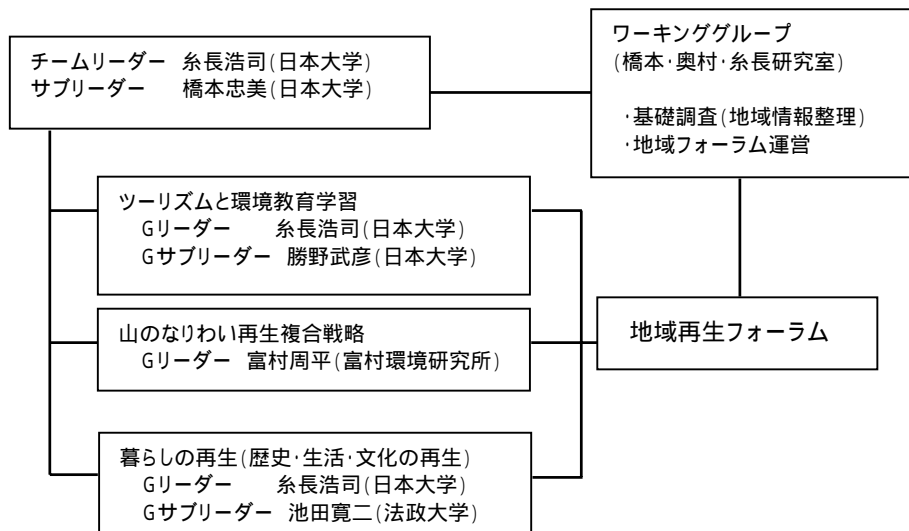 チームリーダー 糸長浩司(日本大学)
サブリーダー 橋本忠美(日本大学)
ワーキンググループ
(橋本・奥村・糸長研究室)
・基礎調査(地域情報整理)
・地域フォーラム運営
ツーリズムと環境教育学習
Gリーダー 糸長浩司(日本大学)
Gサブリーダー 勝野武彦(日本大学)
山のなりわい再生複合戦略
Gリーダー 富村周平(富村環境研究所)
地域再生フォーラム
暮らしの再生(歴史・生活・文化の再生)
Gリーダー 糸長浩司(日本大学)
Gサブリーダー 池田寛二(法政大学)